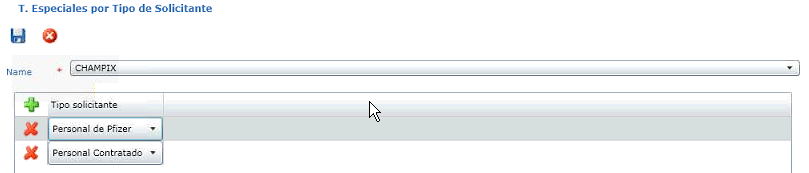 T. Especiales por Tipo de Solicitante
Name * CHAMPIX
Tipo solicitante
Personal de Pfizer
Personal Contratado